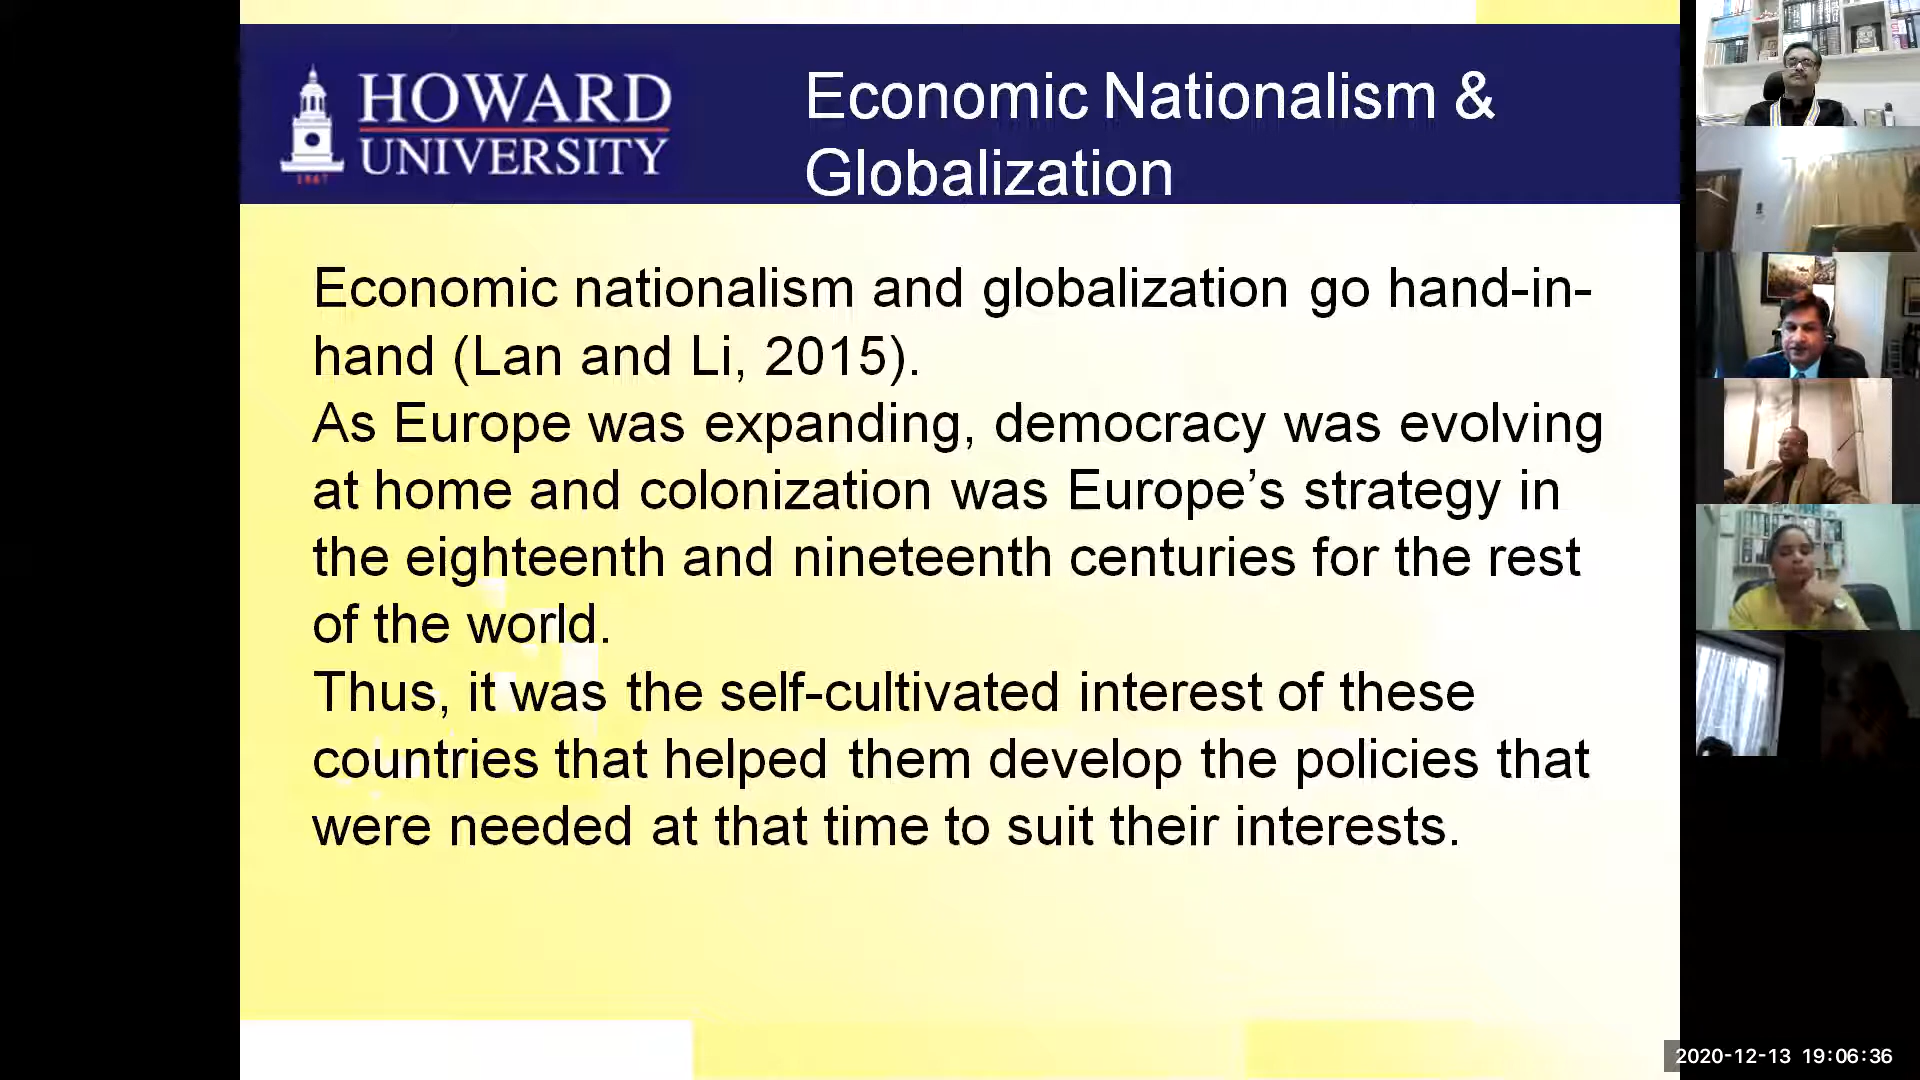 HOWARD
UNIVERSITY
1867
Economic Nationalism &
Globalization
Economic nationalism and globalization go hand-in-
hand (Lan and Li, 2015).
As Europe was expanding, democracy was evolving
at home and colonization was Europe’s strategy in
the eighteenth and nineteenth centuries for the rest
of the world.
Thus, it was the self-cultivated interest of these
countries that helped them develop the policies that
were needed at that time to suit their interests.
2020-12-13 19:06:36